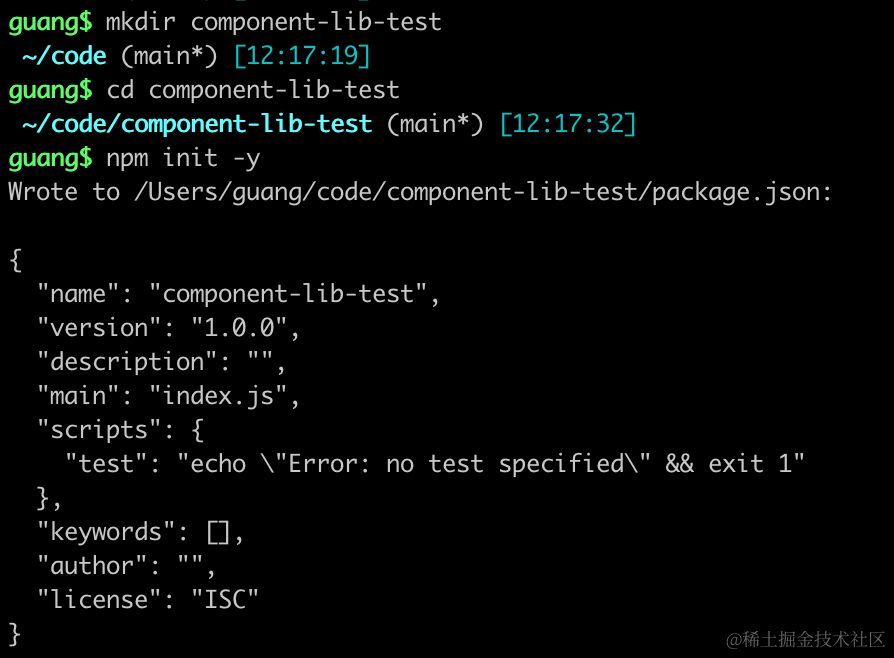 guang$ mkdir component-lib-test
~/code (main*) [12:17:19]
guang$ cd component-lib-test
~/code/component-lib-test (main*) [12:17:32]
guang$ npm init -y
Wrote to /Users/guang/code/component-lib-test/package.json:
{
  "name": "component-lib-test",
  "version": "1.0.0",
  "description": "",
  "main": "index.js",
  "scripts": {
    "test": "echo \"Error: no test specified\" && exit 1"
  },
  "keywords": [],
  "author": "",
  "license": "ISC"
}
@稀土掘金技术社区